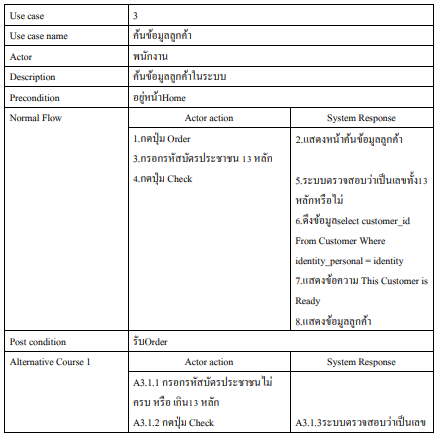 Use case 3
Use case name ค้นข้อมูลลูกค้า
Actor พนักงาน
Description ค้นข้อมูลลูกค้าในระบบ
Precondition อยู่หน้าHome
Normal Flow Actor action System Response
1.กดปุ่ม Order
3.กรอกรหัสบัตรประชาชน 13 หลัก
4.กดปุ่ม Check
2.แสดงหน้าค้นข้อมูลลูกค้า
5.ระบบตรวจสอบว่าเป็นเลขทั้ง13
หลักหรือไม่
6.ดึงข้อมูลselect customer_id
From Customer Where
identity_personal = identity
7.แสดงข้อความ This Customer is
Ready
8.แสดงข้อมูลลูกค้า
Post condition รับOrder
Alternative Course 1 Actor action System Response
A3.1.1 กรอกรหัสบัตรประชาชนไม่
ครบ หรือ เกิน13 หลัก
A3.1.2 กดปุ่ม Check
A3.1.3ระบบตรวจสอบว่าเป็นเลข